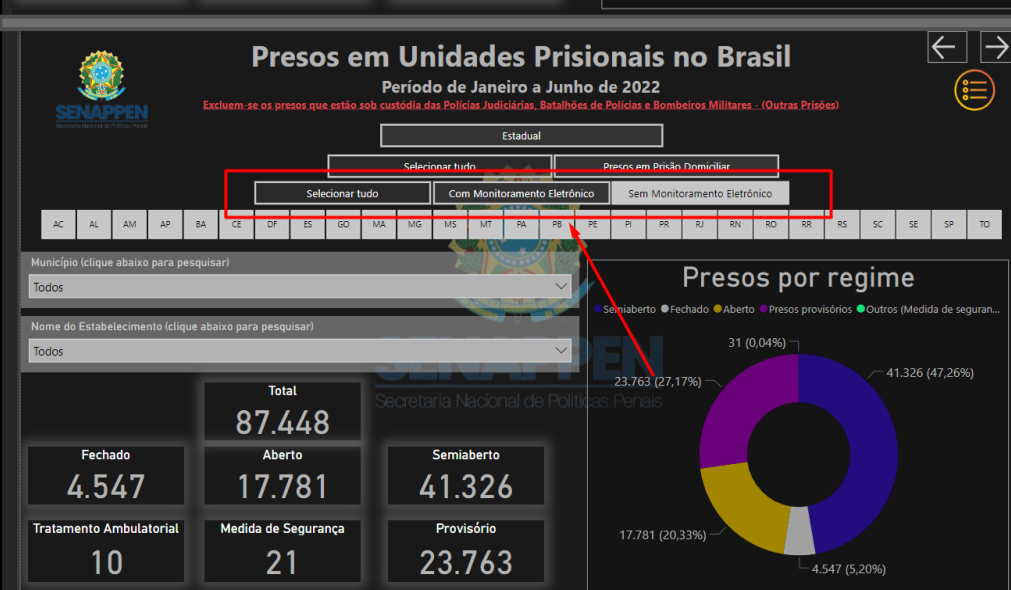 Presos em Unidades Prisionais no Brasil
Período de Janeiro a Junho de 2022
Excluem-se os presos que estão sob custódia das Polícias Judiciárias, Batalhões de Polícias e Bombeiros Militares - (Outras Prisões)
SENAPPEN
Secretaria Nacional de Políticas Penais
Estadual
Selecionar tudo
Presos em Prisão Domiciliar
Selecionar tudo
Com Monitoramento Eletrônico
Sem Monitoramento Eletrônico
AC AL AM AP BA CE DF ES GO MA MG MS MT PA PB PE PI PR RJ RN RO RR RS SC SE SP TO
Município (clique abaixo para pesquisar)
Todos
Nome do Estabelecimento (clique abaixo para pesquisar)
Todos
SENAPPEN
Secretaria Nacional de Políticas Penais
Total
87.448
Fechado
4.547
Aberto
17.781
Semiaberto
41.326
Tratamento Ambulatorial
10
Medida de Segurança
21
Provisório
23.763
Presos por regime
Semiaberto Fechado Aberto Presos provisórios Outros (Medida de seguran...
31 (0,04%)
41.326 (47,26%)
23.763 (27,17%)
17.781 (20,33%)
4.547 (5,20%)